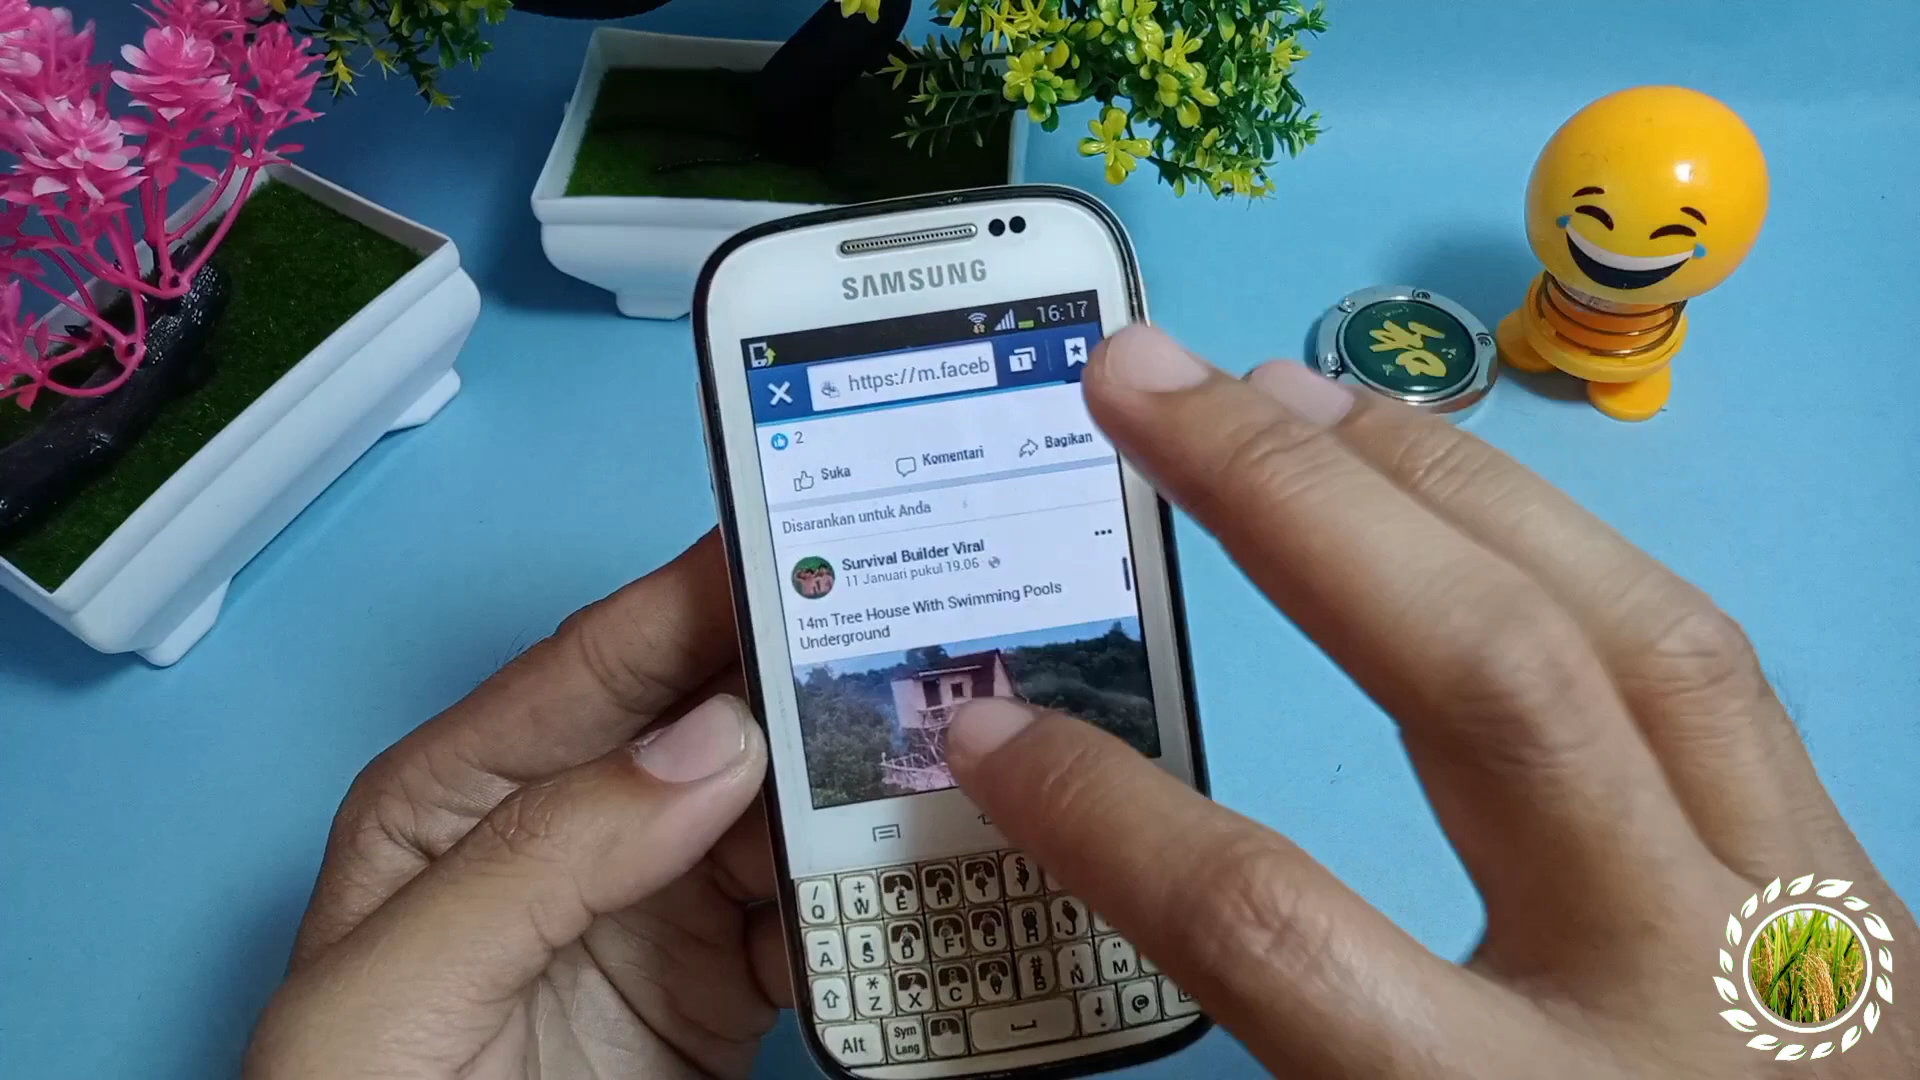 SAMSUNG
16:17
https://m.faceb
1
2
Suka
Komentari
Bagikan
Disarankan untuk Anda
Survival Builder Viral
11 Januari pukul 19.06
14m Tree House With Swimming Pools
Underground
/ + $
Q W E R
A S D F G H J
* # "
Z X C B Ñ M
Alt
Sym
Lang